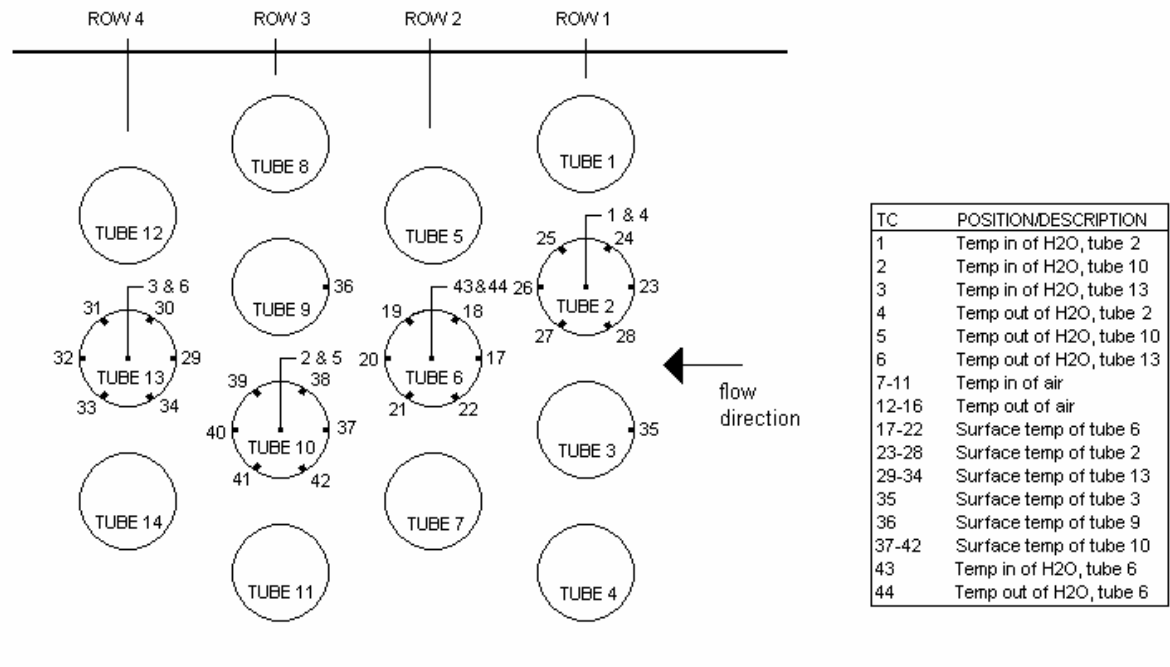 ROW 4 ROW 3 ROW 2 ROW 1
TUBE 8 TUBE 1
TUBE 12 TUBE 5
1 & 4
25 24
3 & 6 36 43&44 26 23
TUBE 9 TUBE 2
31 30 19 18
27 28
2 & 5
32 29 20 17
TUBE 13 TUBE 6
39 38
33 34 21 22
flow
direction
40 37 35
TUBE 10 TUBE 3
41 42
TUBE 14 TUBE 7
TUBE 11 TUBE 4
TC POSITION/DESCRIPTION
1 Temp in of H2O, tube 2
2 Temp in of H2O, tube 10
3 Temp in of H2O, tube 13
4 Temp out of H2O, tube 2
5 Temp out of H2O, tube 10
6 Temp out of H2O, tube 13
7-11 Temp in of air
12-16 Temp out of air
17-22 Surface temp of tube 6
23-28 Surface temp of tube 2
29-34 Surface temp of tube 13
35 Surface temp of tube 3
36 Surface temp of tube 9
37-42 Surface temp of tube 10
43 Temp in of H2O, tube 6
44 Temp out of H2O, tube 6